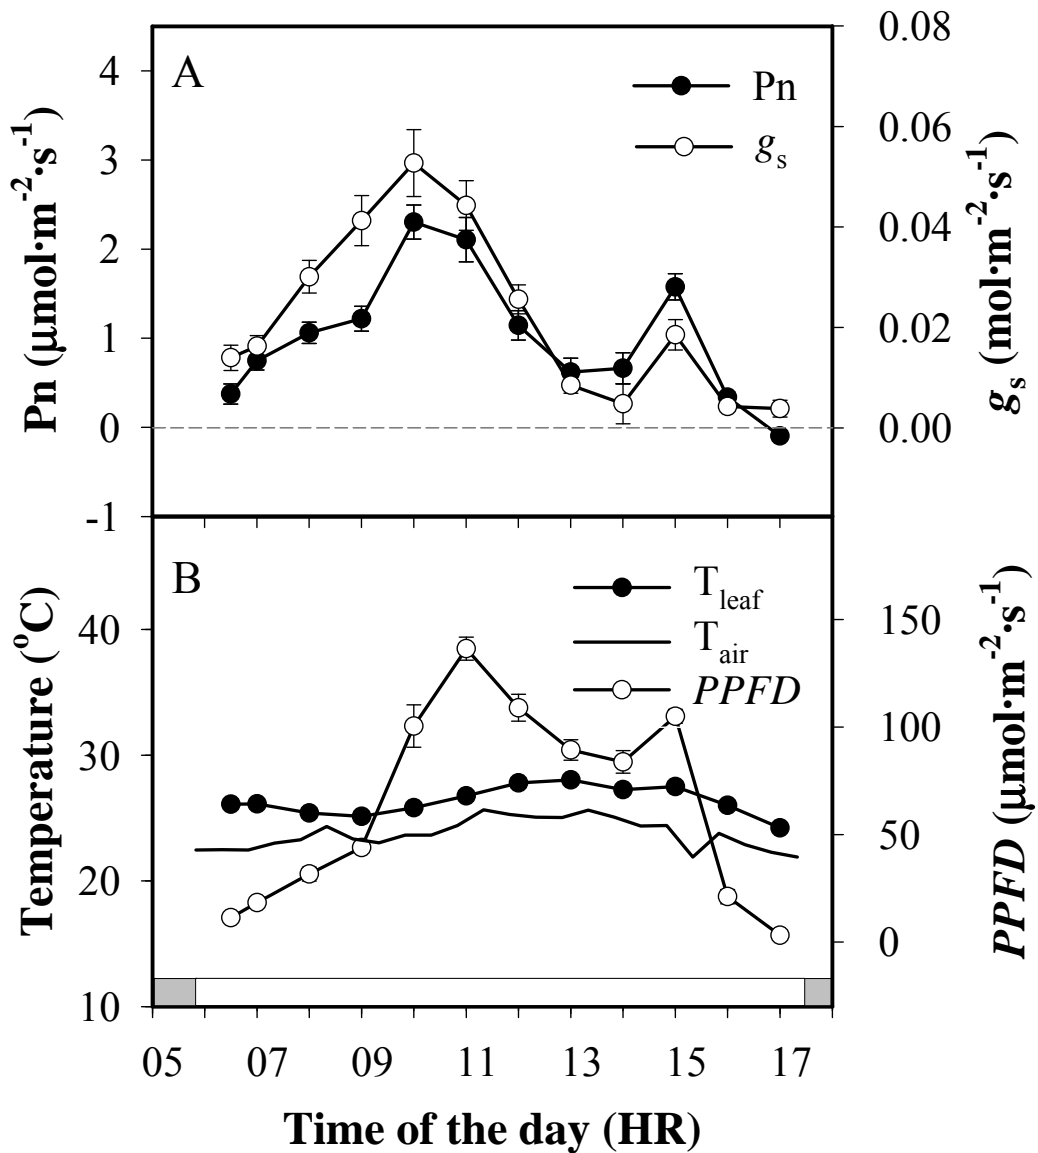 A
Pn
gₛ
Pn (μmol·m⁻²·s⁻¹)
4
3
2
1
0
-1
0.08
0.06
0.04
0.02
0.00
gₛ (mol·m⁻²·s⁻¹)
B
T_leaf
T_air
PPFD
Temperature (°C)
40
30
20
10
150
100
50
0
PPFD (μmol·m⁻²·s⁻¹)
05 07 09 11 13 15 17
Time of the day (HR)